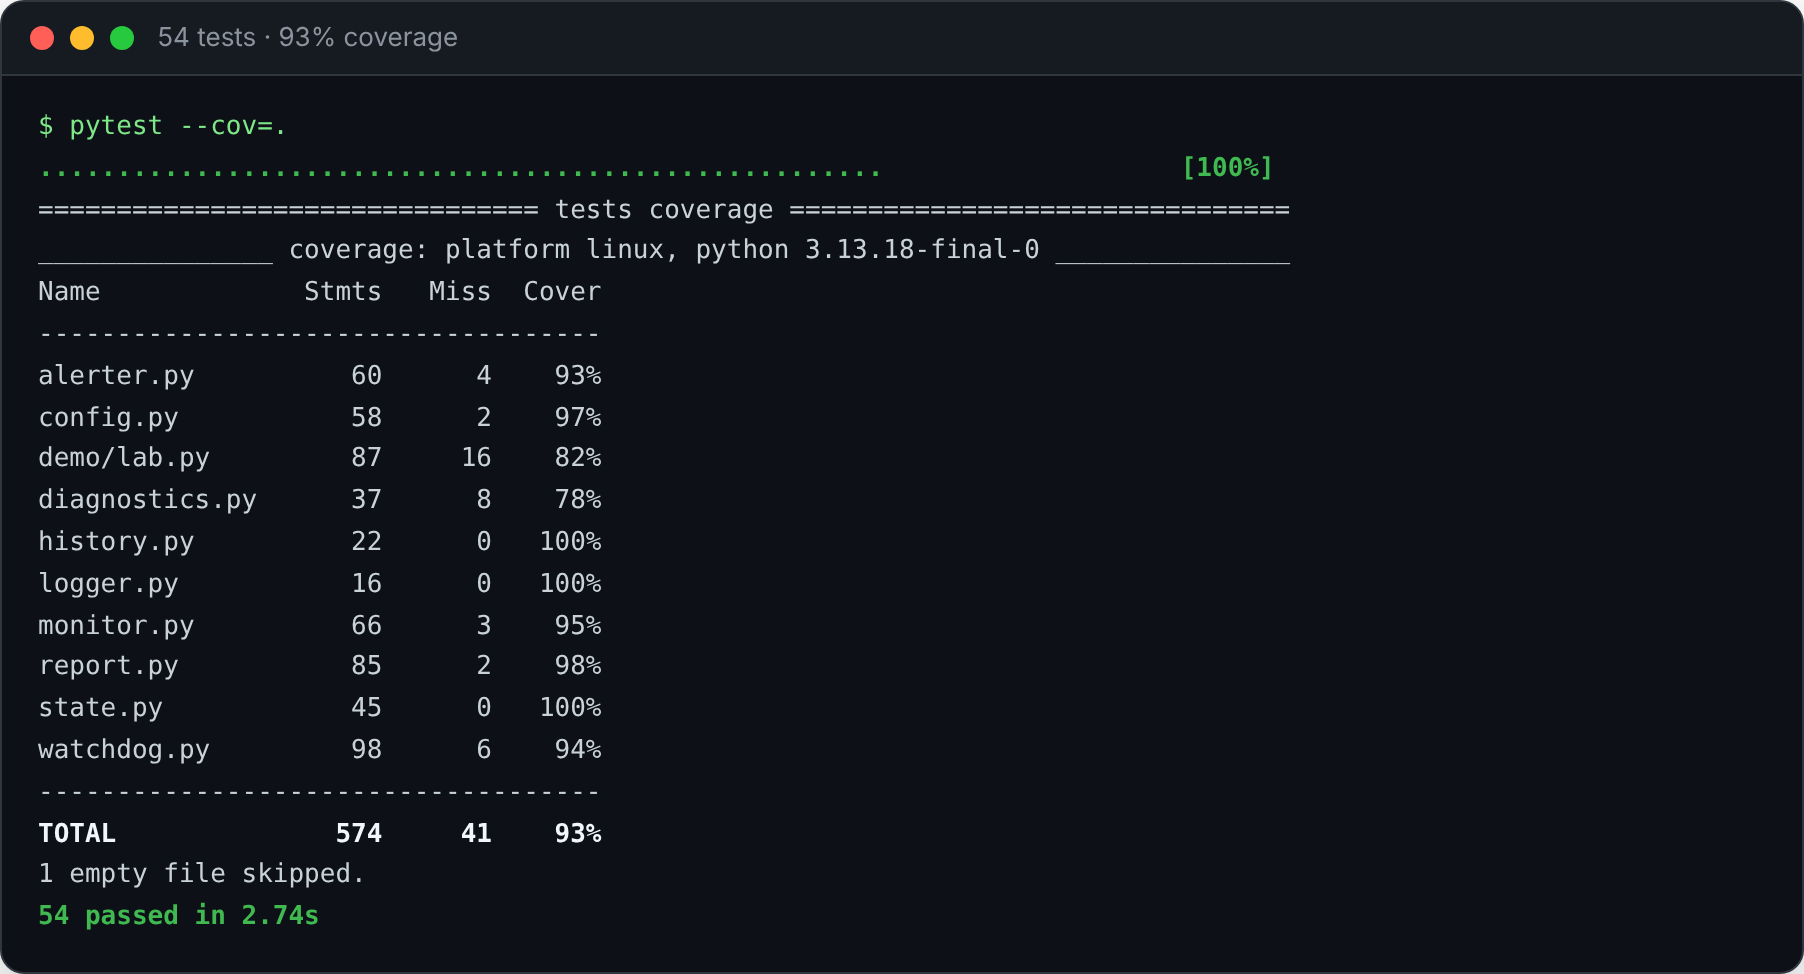 54 tests · 93% coverage
$ pytest --cov=.
...................................................... [100%]
================================ tests coverage ================================
_______________ coverage: platform linux, python 3.13.18-final-0 _______________
Name             Stmts   Miss  Cover
------------------------------------
alerter.py          60      4    93%
config.py           58      2    97%
demo/lab.py         87     16    82%
diagnostics.py      37      8    78%
history.py          22      0   100%
logger.py           16      0   100%
monitor.py          66      3    95%
report.py           85      2    98%
state.py            45      0   100%
watchdog.py         98      6    94%
------------------------------------
TOTAL              574     41    93%
1 empty file skipped.
54 passed in 2.74s